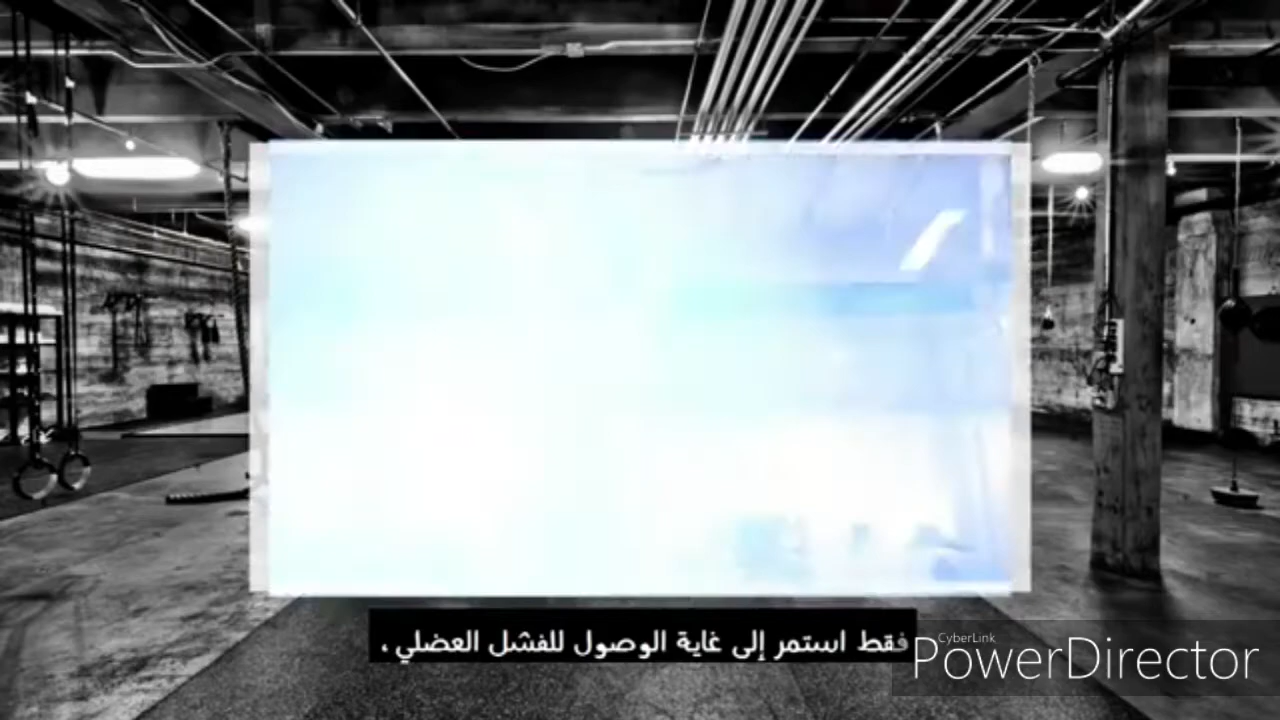 فقط استمر إلى غاية الوصول للفشل العضلي ،
CyberLink
PowerDirector